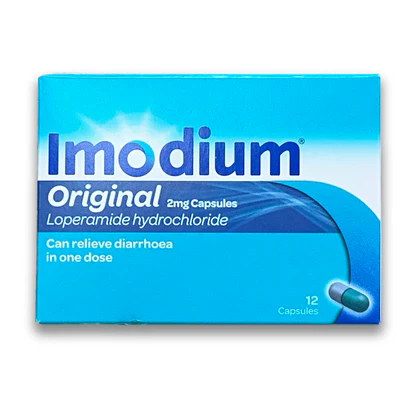 Imodium®
Original 2mg Capsules
Loperamide hydrochloride
Can relieve diarrhoea
in one dose
12
Capsules